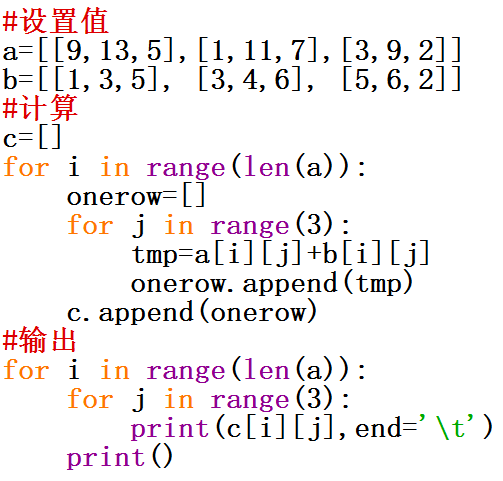 #设置值
a=[[9,13,5],[1,11,7],[3,9,2]]
b=[[1,3,5], [3,4,6], [5,6,2]]
#计算
c=[]
for i in range(len(a)):
    onerow=[]
    for j in range(3):
        tmp=a[i][j]+b[i][j]
        onerow.append(tmp)
    c.append(onerow)
#输出
for i in range(len(a)):
    for j in range(3):
        print(c[i][j],end='\t')
    print()